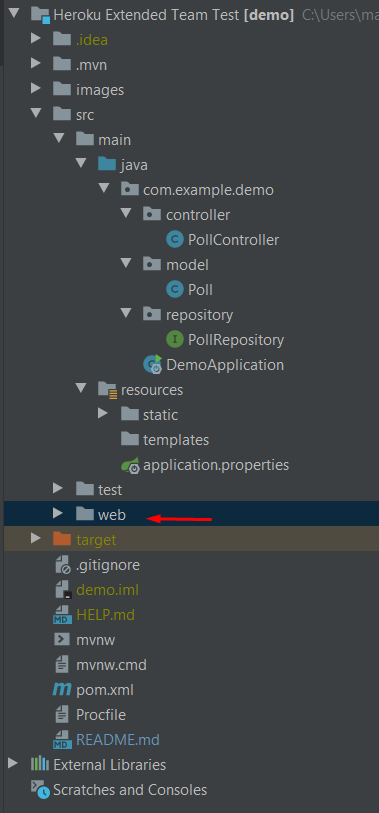 Heroku Extended Team Test [demo] C:\Users\ma
.idea
.mvn
images
src
main
java
com.example.demo
controller
C PollController
model
C Poll
repository
I PollRepository
DemoApplication
resources
static
templates
application.properties
test
web
target
.gitignore
demo.iml
MD HELP.md
mvnw
mvnw.cmd
m pom.xml
Procfile
MD README.md
External Libraries
Scratches and Consoles